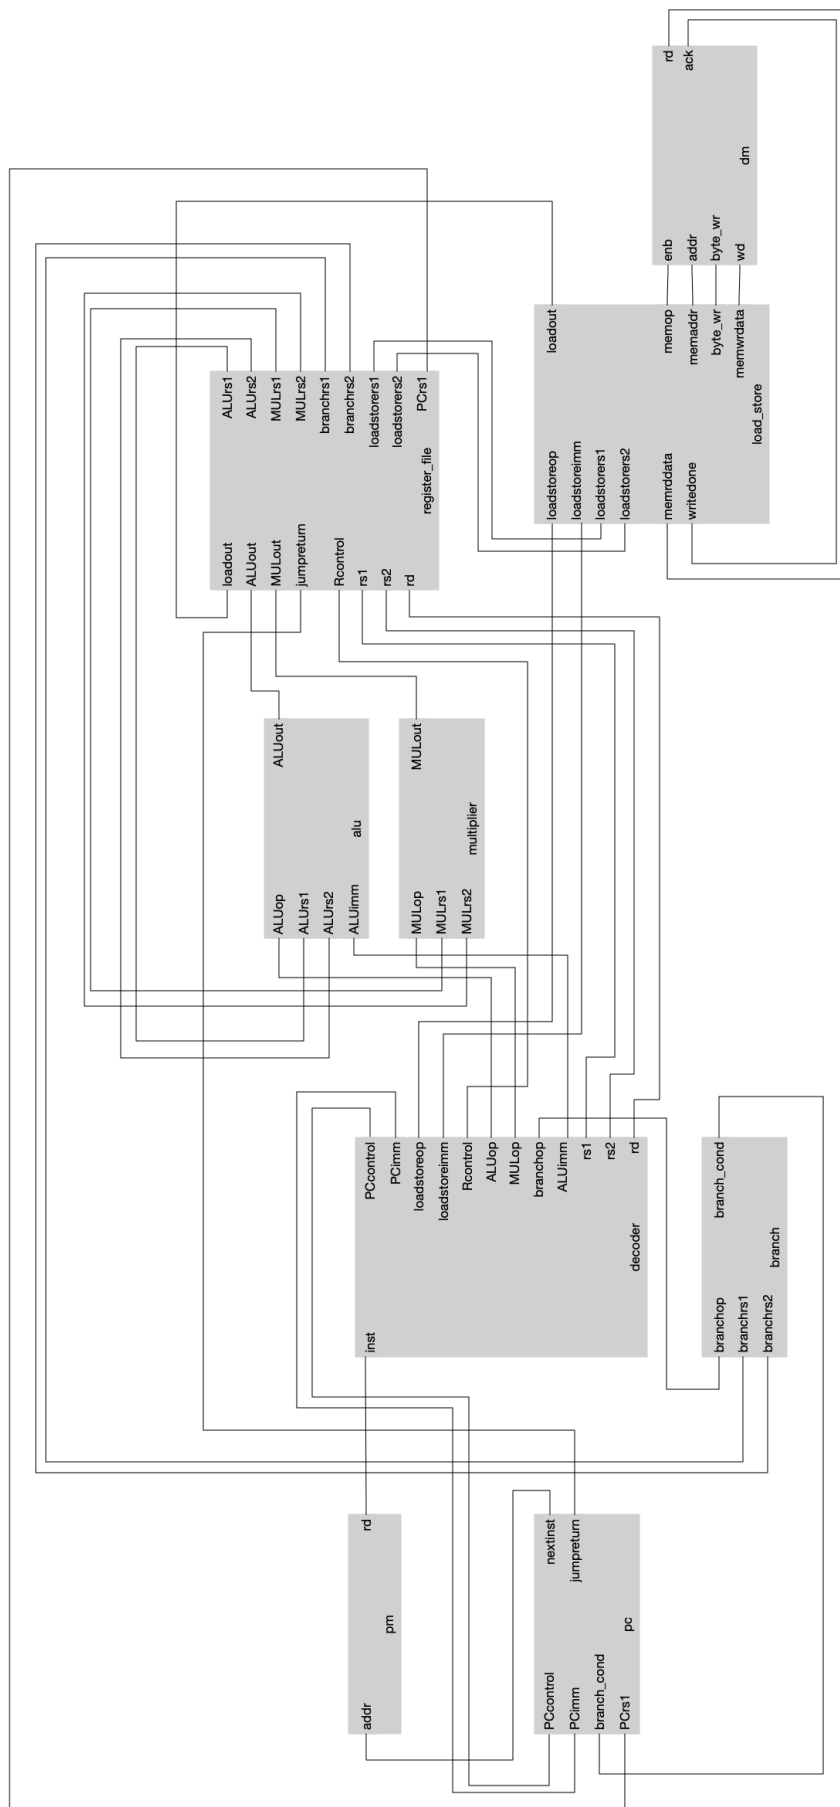 rd
ack
dm
enb
addr
byte_wr
wd
loadout
memop
memaddr
byte_wr
memwrdata
load_store
loadstoreop
loadstoreimm
loadstorers1
loadstorers2
memrddata
writedone
ALUrs1
ALUrs2
MULrs1
MULrs2
branchrs1
branchrs2
loadstorers1
loadstorers2
PCrs1
register_file
loadout
ALUout
MULout
jumpreturn
Rcontrol
rs1
rs2
rd
ALUout
alu
ALUop
ALUrs1
ALUrs2
ALUimm
MULout
multiplier
MULop
MULrs1
MULrs2
PCcontrol
PCimm
loadstoreop
loadstoreimm
Rcontrol
ALUop
MULop
branchop
ALUimm
rs1
rs2
rd
decoder
inst
branch_cond
branch
branchop
branchrs1
branchrs2
rd
pm
addr
nextinst
jumpreturn
pc
PCcontrol
PCimm
branch_cond
PCrs1